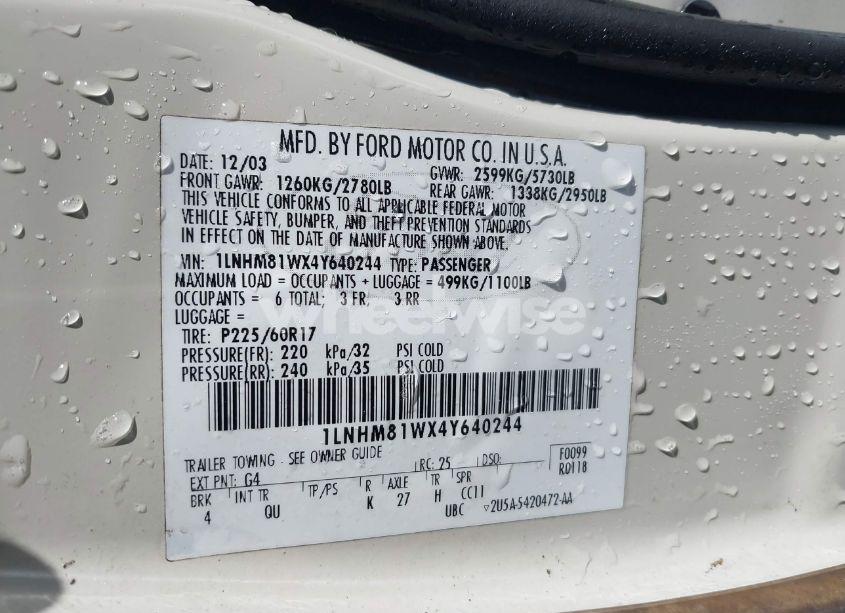 MFD. BY FORD MOTOR CO. IN U.S.A.
DATE: 12/03 GVWR: 2599KG/5730LB
FRONT GAWR: 1260KG/2780LB REAR GAWR: 1338KG/2950LB
THIS VEHICLE CONFORMS TO ALL APPLICABLE FEDERAL MOTOR
VEHICLE SAFETY, BUMPER, AND THEFT PREVENTION STANDARDS
IN EFFECT ON THE DATE OF MANUFACTURE SHOWN ABOVE.
VIN: 1LNHM81WX4Y640244 TYPE: PASSENGER
MAXIMUM LOAD = OCCUPANTS + LUGGAGE = 499KG/1100LB
OCCUPANTS = 6 TOTAL: 3 FR, 3 RR
LUGGAGE =
wheelwise
TIRE: P225/60R17
PRESSURE(FR): 220 kPa/32 PSI COLD
PRESSURE(RR): 240 kPa/35 PSI COLD
1LNHM81WX4Y640244
TRAILER TOWING - SEE OWNER GUIDE
EXT PNT: G4 RC: 25 DSO: F0099
RD118
BRK INT TR TP/PS R AXLE TR SPR
4 QU K 27 H CC11
UBC ▽2U5A-5420472-AA